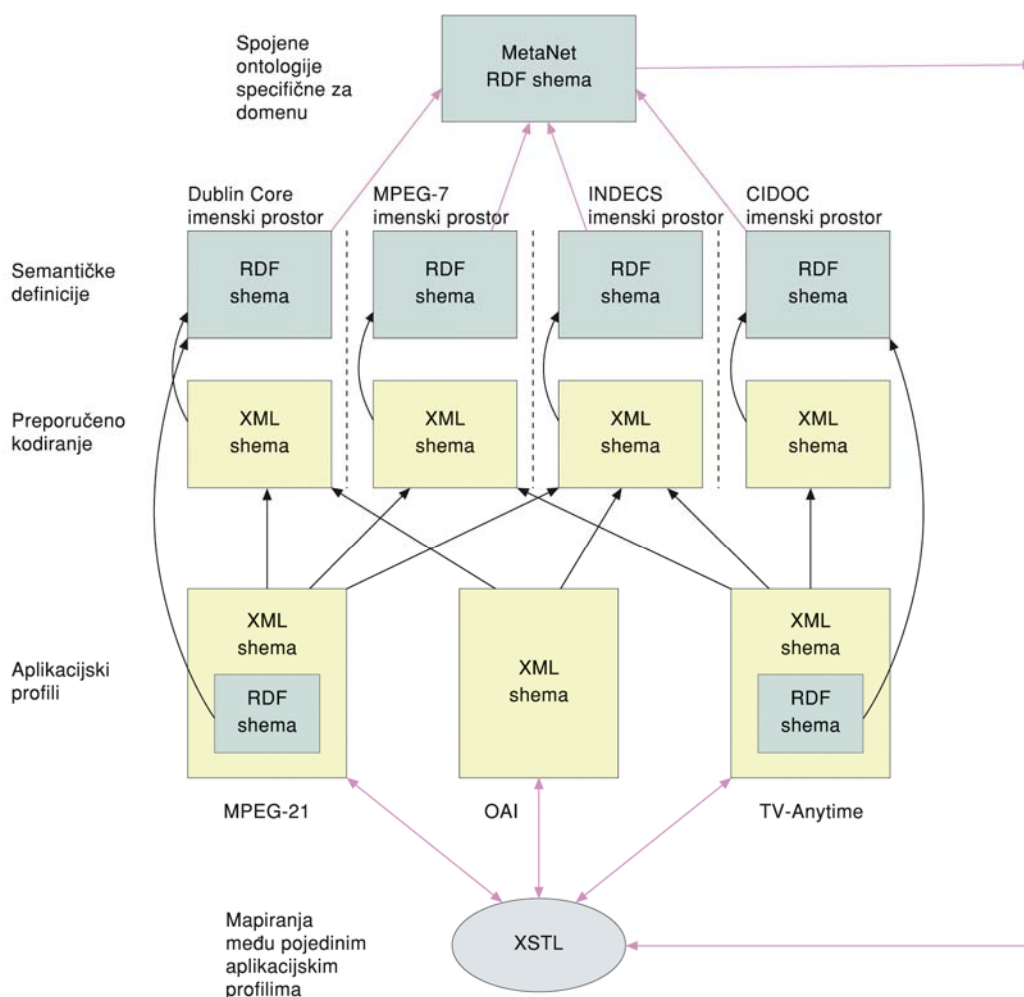 Spojene
ontologije
specifične za
domenu
MetaNet
RDF shema
Dublin Core
imenski prostor
MPEG-7
imenski prostor
INDECS
imenski prostor
CIDOC
imenski prostor
Semantičke
definicije
RDF
shema
RDF
shema
RDF
shema
RDF
shema
Preporučeno
kodiranje
XML
shema
XML
shema
XML
shema
XML
shema
Aplikacijski
profili
XML
shema
RDF
shema
XML
shema
XML
shema
RDF
shema
MPEG-21
OAI
TV-Anytime
Mapiranja
među pojedinim
aplikacijskim
profilima
XSTL